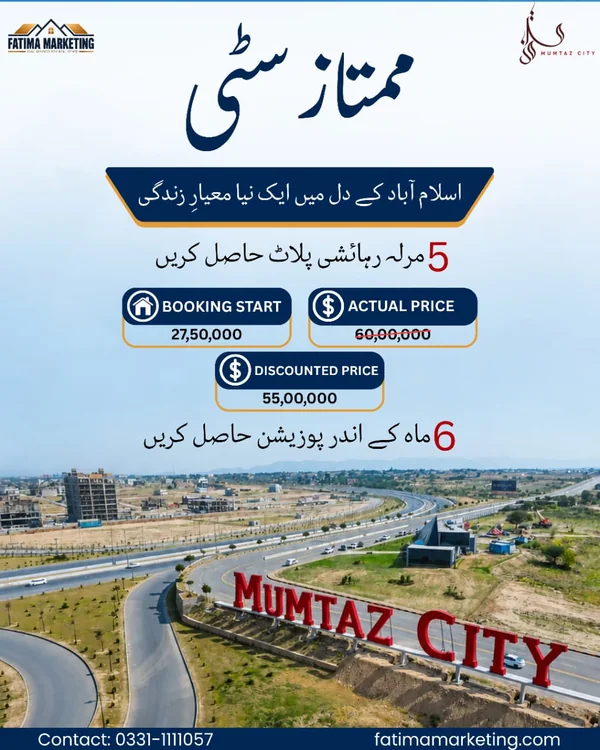 FATIMA MARKETING
MUMTAZ CITY
ممتاز سٹی
اسلام آباد کے دل میں ایک نیا معیارِ زندگی
5 مرلہ رہائشی پلاٹ حاصل کریں
BOOKING START
27,50,000
ACTUAL PRICE
60,00,000
DISCOUNTED PRICE
55,00,000
6 ماہ کے اندر پوزیشن حاصل کریں
MUMTAZ CITY
Contact: 0331-1111057
fatimamarketing.com